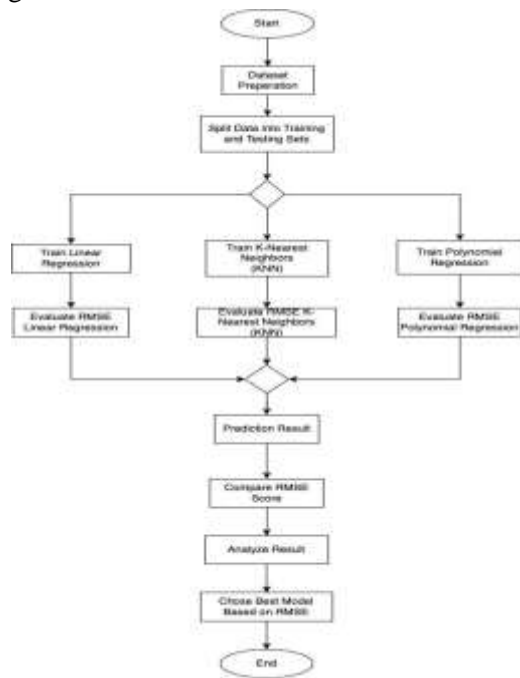 Start
Dataset
Preperation
Split Data Into Training
and Testing Sets
Train Linear
Regression
Train K-Nearest
Neighbors
(KNN)
Train Polynomial
Regression
Evaluate RMSE
Linear Regression
Evaluate RMSE K-
Nearest Neighbors
(KNN)
Evaluate RMSE
Polynomial Regression
Prediction Result
Compare RMSE
Score
Analyze Result
Chose Best Model
Based on RMSE
End